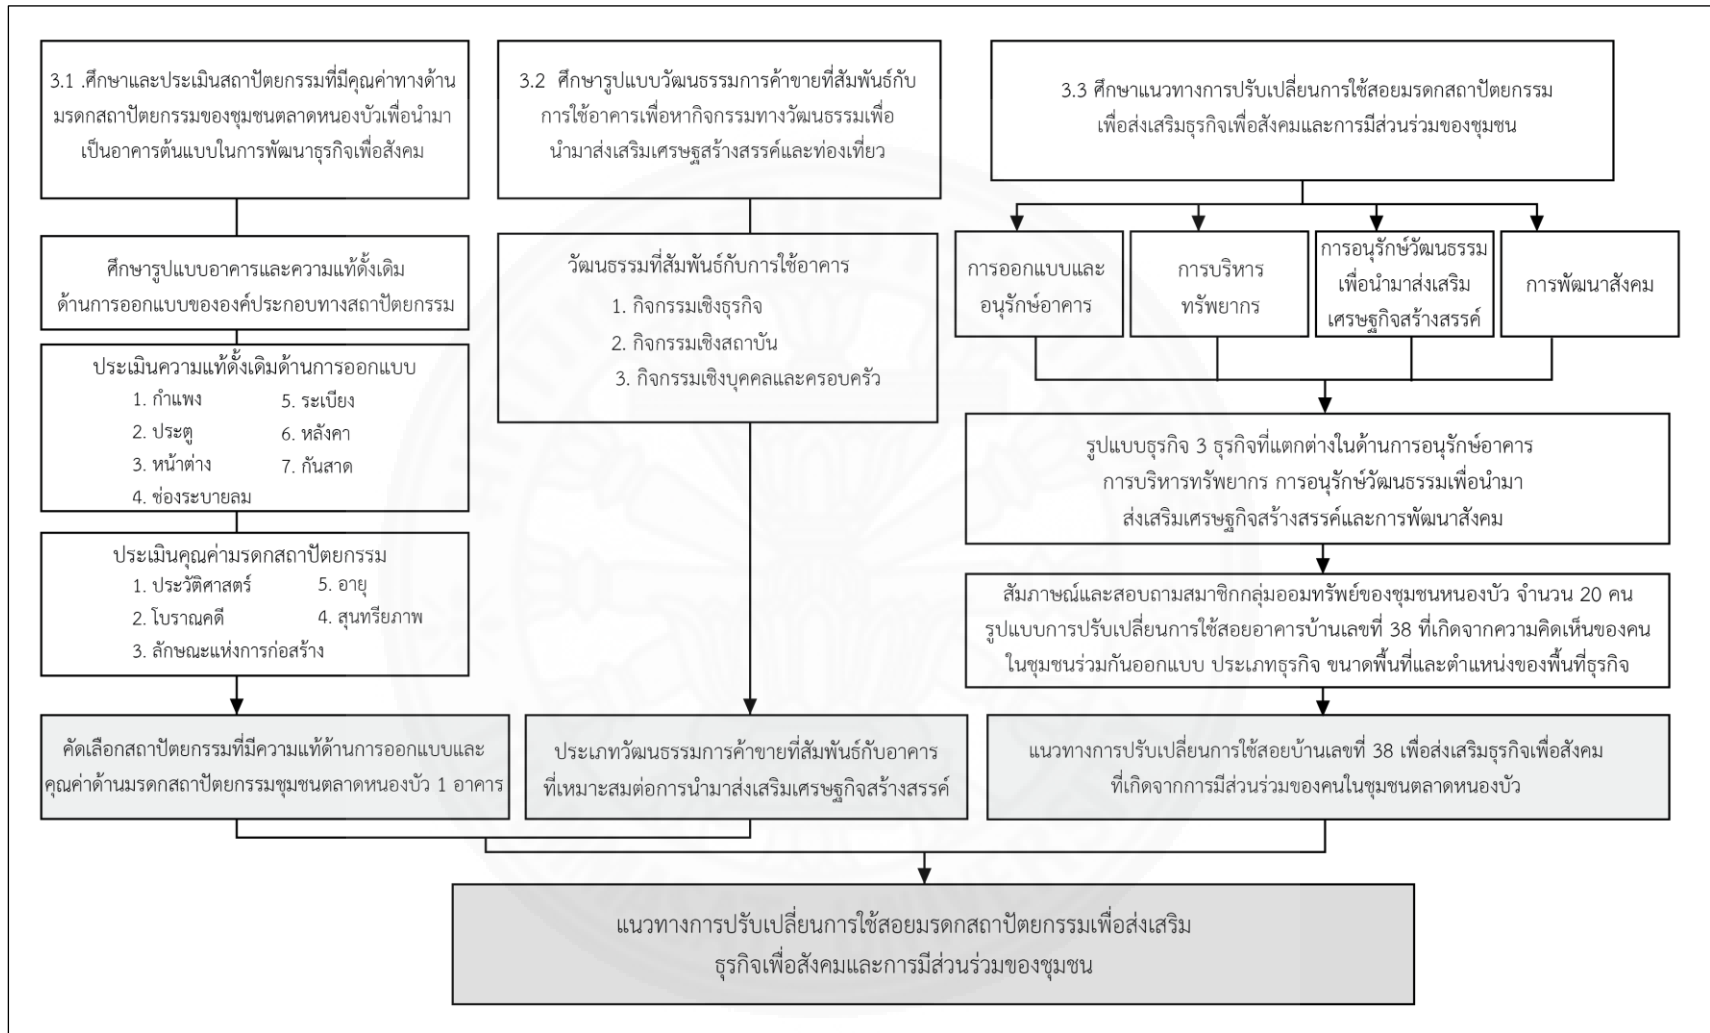 3.1 .ศึกษาและประเมินสถาปัตยกรรมที่มีคุณค่าทางด้าน
มรดกสถาปัตยกรรมของชุมชนตลาดหนองบัวเพื่อนำมา
เป็นอาคารต้นแบบในการพัฒนาธุรกิจเพื่อสังคม
ศึกษารูปแบบอาคารและความแท้ดั้งเดิม
ด้านการออกแบบขององค์ประกอบทางสถาปัตยกรรม
ประเมินความแท้ดั้งเดิมด้านการออกแบบ
1. กำแพง
2. ประตู
3. หน้าต่าง
4. ช่องระบายลม
5. ระเบียง
6. หลังคา
7. กันสาด
ประเมินคุณค่ามรดกสถาปัตยกรรม
1. ประวัติศาสตร์
2. โบราณคดี
3. ลักษณะแห่งการก่อสร้าง
5. อายุ
4. สุนทรียภาพ
คัดเลือกสถาปัตยกรรมที่มีความแท้ด้านการออกแบบและ
คุณค่าด้านมรดกสถาปัตยกรรมชุมชนตลาดหนองบัว 1 อาคาร
3.2 ศึกษารูปแบบวัฒนธรรมการค้าขายที่สัมพันธ์กับ
การใช้อาคารเพื่อหากิจกรรมทางวัฒนธรรมเพื่อ
นำมาส่งเสริมเศรษฐสร้างสรรค์และท่องเที่ยว
วัฒนธรรมที่สัมพันธ์กับการใช้อาคาร
1. กิจกรรมเชิงธุรกิจ
2. กิจกรรมเชิงสถาบัน
3. กิจกรรมเชิงบุคคลและครอบครัว
ประเภทวัฒนธรรมการค้าขายที่สัมพันธ์กับอาคาร
ที่เหมาะสมต่อการนำมาส่งเสริมเศรษฐกิจสร้างสรรค์
3.3 ศึกษาแนวทางการปรับเปลี่ยนการใช้สอยมรดกสถาปัตยกรรม
เพื่อส่งเสริมธุรกิจเพื่อสังคมและการมีส่วนร่วมของชุมชน
การออกแบบและ
อนุรักษ์อาคาร
การบริหาร
ทรัพยากร
การอนุรักษ์วัฒนธรรม
เพื่อนำมาส่งเสริม
เศรษฐกิจสร้างสรรค์
การพัฒนาสังคม
รูปแบบธุรกิจ 3 ธุรกิจที่แตกต่างในด้านการอนุรักษ์อาคาร
การบริหารทรัพยากร การอนุรักษ์วัฒนธรรมเพื่อนำมา
ส่งเสริมเศรษฐกิจสร้างสรรค์และการพัฒนาสังคม
สัมภาษณ์และสอบถามสมาชิกกลุ่มออมทรัพย์ของชุมชนหนองบัว จำนวน 20 คน
รูปแบบการปรับเปลี่ยนการใช้สอยอาคารบ้านเลขที่ 38 ที่เกิดจากความคิดเห็นของคน
ในชุมชนร่วมกันออกแบบ ประเภทธุรกิจ ขนาดพื้นที่และตำแหน่งของพื้นที่ธุรกิจ
แนวทางการปรับเปลี่ยนการใช้สอยบ้านเลขที่ 38 เพื่อส่งเสริมธุรกิจเพื่อสังคม
ที่เกิดจากการมีส่วนร่วมของคนในชุมชนตลาดหนองบัว
แนวทางการปรับเปลี่ยนการใช้สอยมรดกสถาปัตยกรรมเพื่อส่งเสริม
ธุรกิจเพื่อสังคมและการมีส่วนร่วมของชุมชน